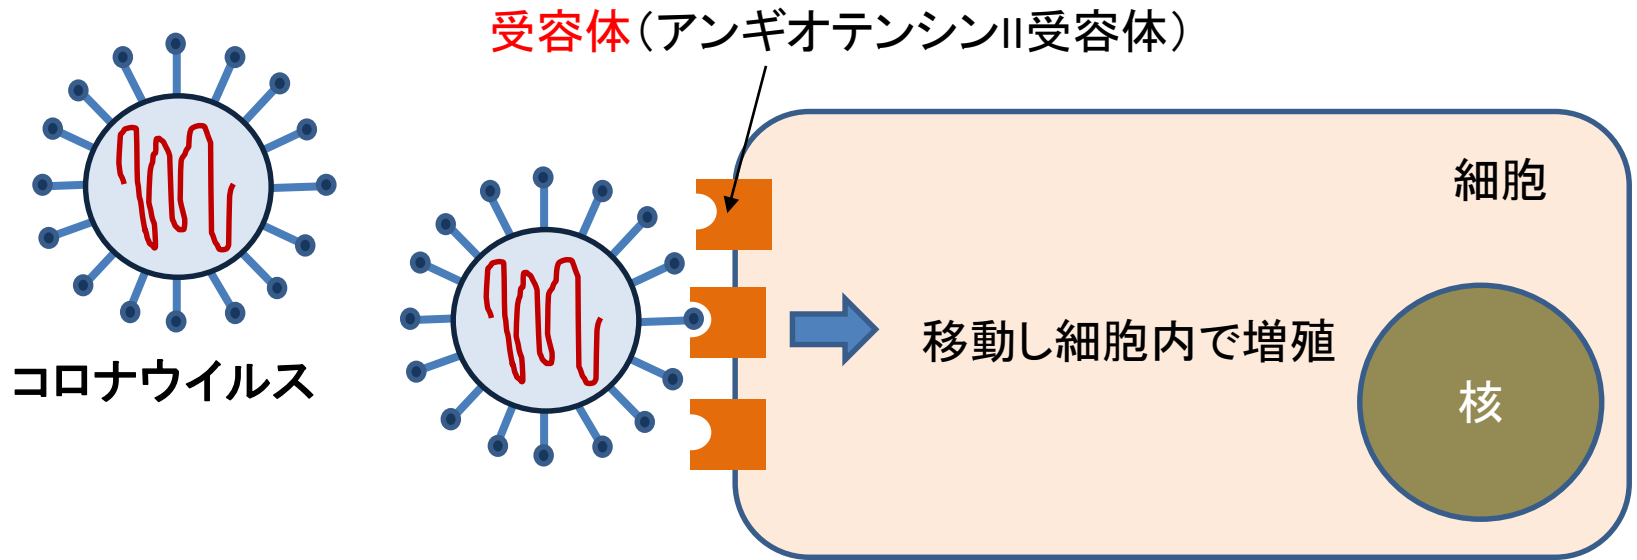 受容体（アンギオテンシンII受容体）
細胞
移動し細胞内で増殖
核
コロナウイルス